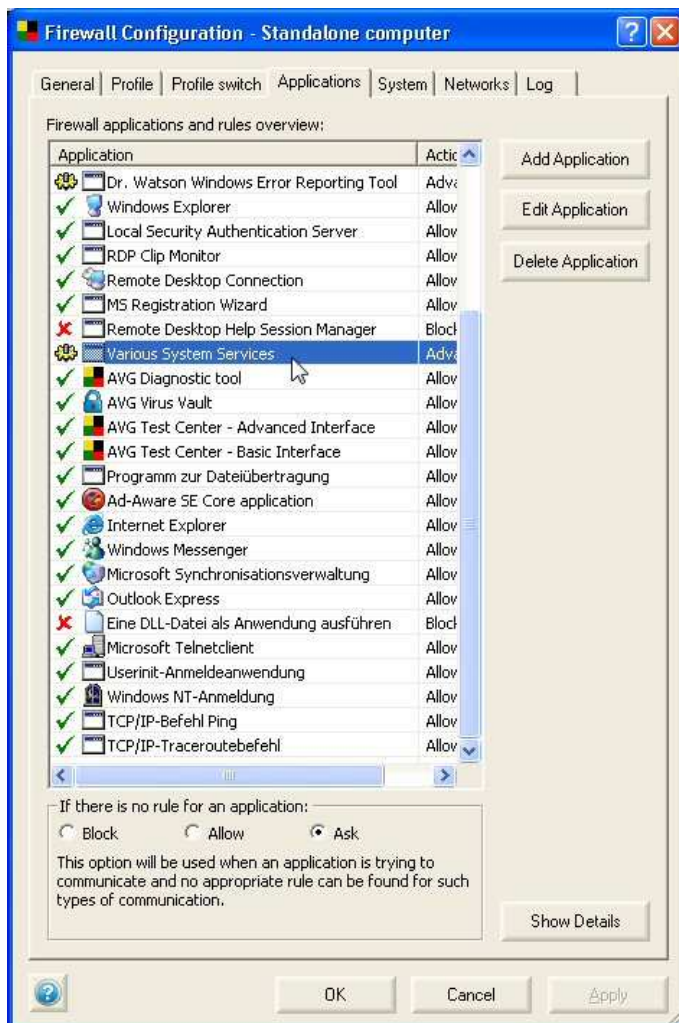 Firewall Configuration - Standalone computer
General Profile Profile switch Applications System Networks Log
Firewall applications and rules overview:
Application Actic
Dr. Watson Windows Error Reporting Tool Adva
Windows Explorer Allow
Local Security Authentication Server Allow
RDP Clip Monitor Allow
Remote Desktop Connection Allow
MS Registration Wizard Allow
Remote Desktop Help Session Manager Block
Various System Services Adva
AVG Diagnostic tool Allow
AVG Virus Vault Allow
AVG Test Center - Advanced Interface Allow
AVG Test Center - Basic Interface Allow
Programm zur Dateiübertragung Allow
Ad-Aware SE Core application Allow
Internet Explorer Allow
Windows Messenger Allow
Microsoft Synchronisationsverwaltung Allow
Outlook Express Allow
Eine DLL-Datei als Anwendung ausführen Block
Microsoft Telnetclient Allow
Userinit-Anmeldeanwendung Allow
Windows NT-Anmeldung Allow
TCP/IP-Befehl Ping Allow
TCP/IP-Traceroutebefehl Allow
Add Application
Edit Application
Delete Application
If there is no rule for an application:
Block Allow Ask
This option will be used when an application is trying to
communicate and no appropriate rule can be found for such
types of communication.
Show Details
OK Cancel Apply